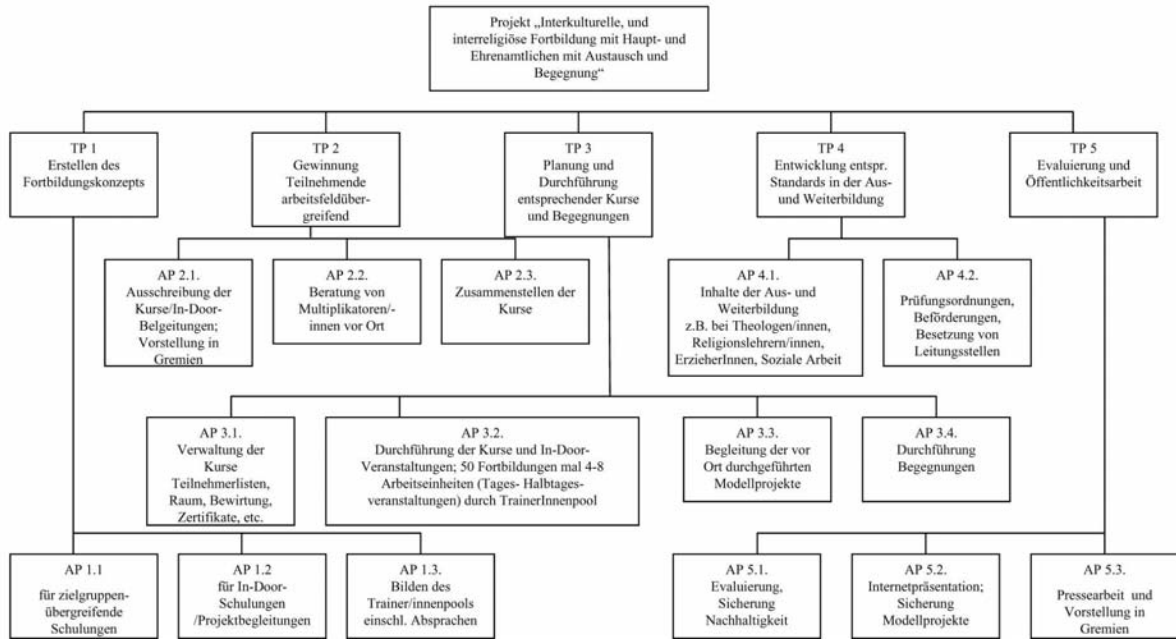 Projekt „Interkulturelle, und
interreligiöse Fortbildung mit Haupt- und
Ehrenamtlichen mit Austausch und
Begegnung“
TP 1
Erstellen des
Fortbildungskonzepts
TP 2
Gewinnung
Teilnehmende
arbeitsfeldüber-
greifend
TP 3
Planung und
Durchführung
entsprechender Kurse
und Begegnungen
TP 4
Entwicklung entspr.
Standards in der Aus-
und Weiterbildung
TP 5
Evaluierung und
Öffentlichkeitsarbeit
AP 2.1.
Ausschreibung der
Kurse/In-Door-
Belgeitungen;
Vorstellung in
Gremien
AP 2.2.
Beratung von
Multiplikatoren/-
innen vor Ort
AP 2.3.
Zusammenstellen der
Kurse
AP 4.1.
Inhalte der Aus- und
Weiterbildung
z.B. bei Theologen/innen,
Religionslehrern/innen,
ErzieherInnen, Soziale Arbeit
AP 4.2.
Prüfungsordnungen,
Beförderungen,
Besetzung von
Leitungsstellen
AP 3.1.
Verwaltung der
Kurse
Teilnehmerlisten,
Raum, Bewirtung,
Zertifikate, etc.
AP 3.2.
Durchführung der Kurse und In-Door-
Veranstaltungen; 50 Fortbildungen mal 4-8
Arbeitseinheiten (Tages- Halbtages-
veranstaltungen) durch TrainerInnenpool
AP 3.3.
Begleitung der vor
Ort durchgeführten
Modellprojekte
AP 3.4.
Durchführung
Begegnungen
AP 1.1
für zielgruppen-
übergreifende
Schulungen
AP 1.2
für In-Door-
Schulungen
/Projektbegleitungen
AP 1.3.
Bilden des
Trainer/innenpools
einschl. Absprachen
AP 5.1.
Evaluierung,
Sicherung
Nachhaltigkeit
AP 5.2.
Internetpräsentation;
Sicherung
Modellprojekte
AP 5.3.
Pressearbeit und
Vorstellung in
Gremien